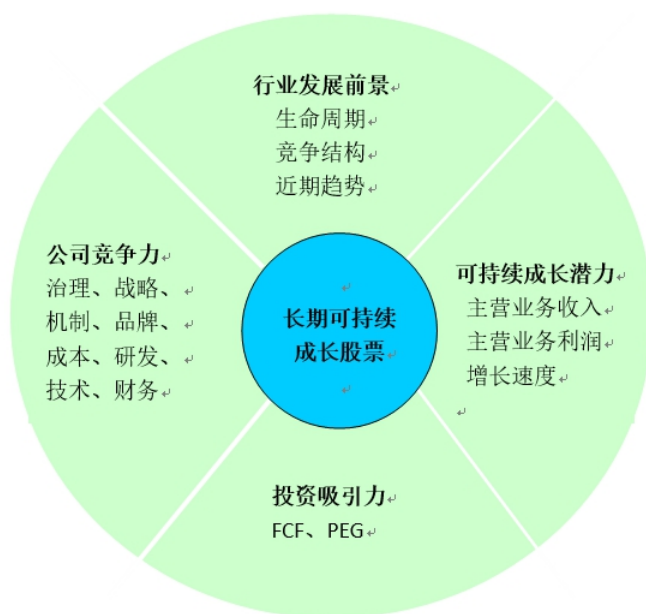 行业发展前景
生命周期
竞争结构
近期趋势
公司竞争力
治理、战略、
机制、品牌、
成本、研发、
技术、财务
长期可持续
成长股票
可持续成长潜力
主营业务收入
主营业务利润
增长速度
投资吸引力
FCF、PEG